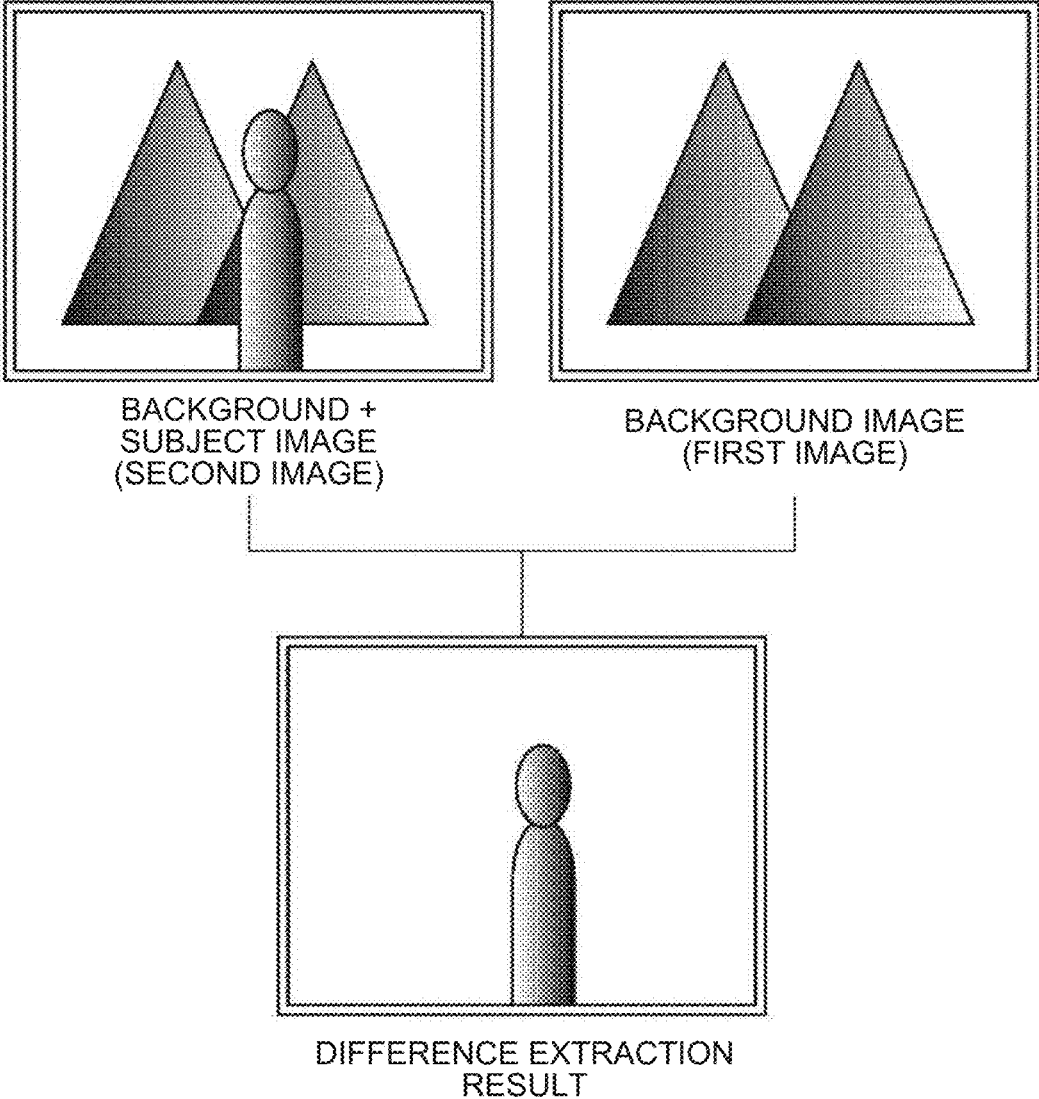 BACKGROUND +
SUBJECT IMAGE
(SECOND IMAGE)
BACKGROUND IMAGE
(FIRST IMAGE)
DIFFERENCE EXTRACTION
RESULT